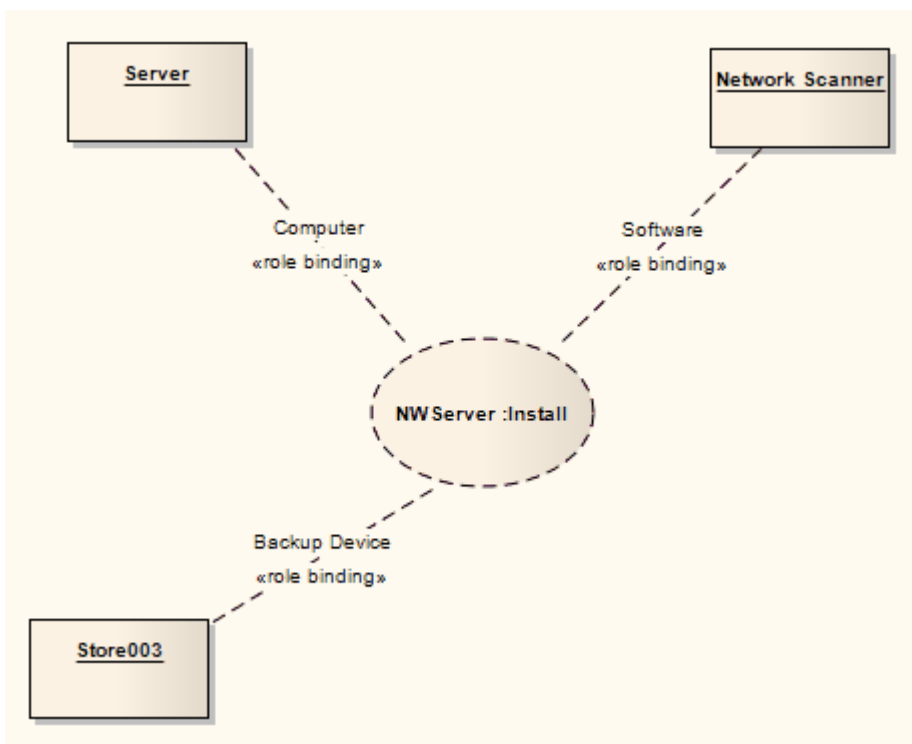 Server
Network Scanner
Computer
«role binding»
Software
«role binding»
NWServer :Install
Backup Device
«role binding»
Store003